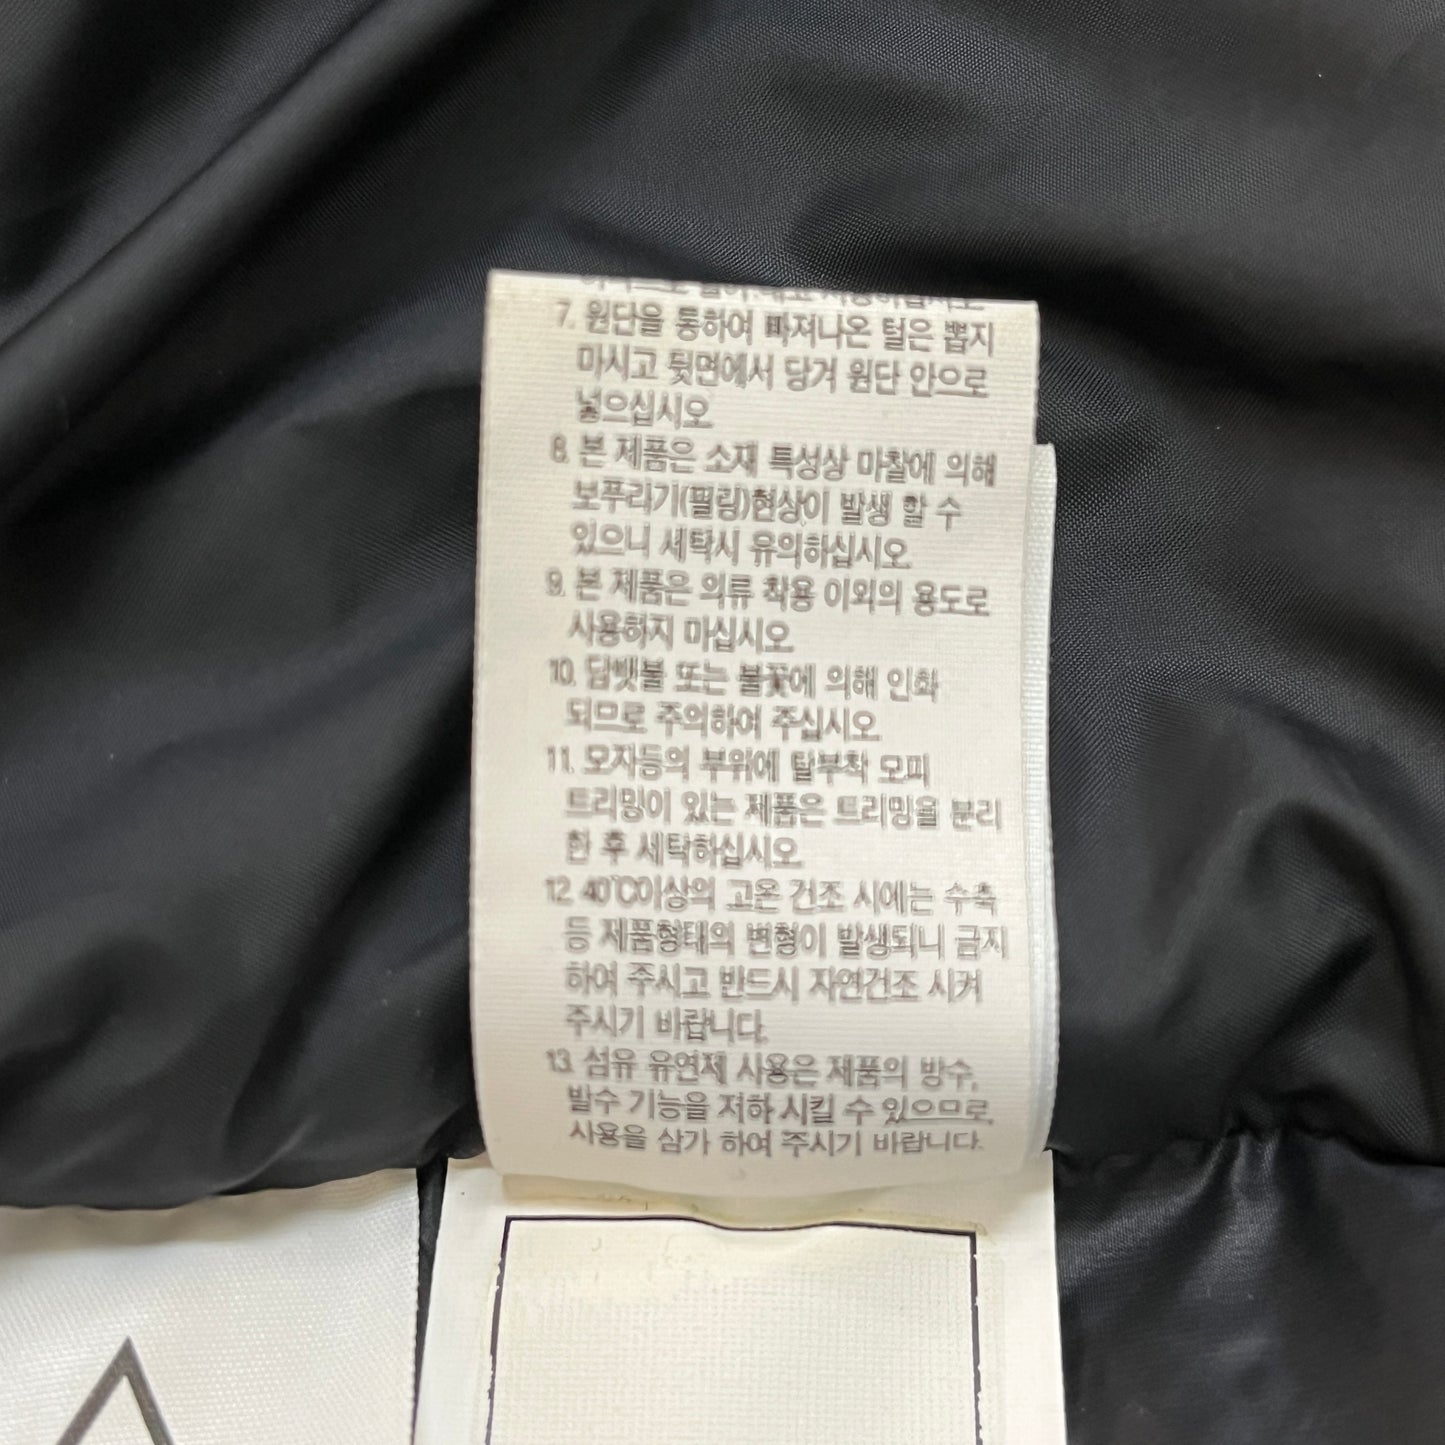 7. 원단을 통하여 빠져나온 털은 뽑지
마시고 뒷면에서 당겨 원단 안으로
넣으십시오.
8. 본 제품은 소재 특성상 마찰에 의해
보푸라기(필링)현상이 발생 할 수
있으니 세탁시 유의하십시오.
9. 본 제품은 의류 착용 이외의 용도로
사용하지 마십시오.
10. 담뱃불 또는 불꽃에 의해 인화
되므로 주의하여 주십시오.
11. 모자등의 부위에 탈부착 모피
트리밍이 있는 제품은 트리밍을 분리
한 후 세탁하십시오.
12. 40℃이상의 고온 건조 시에는 수축
등 제품형태의 변형이 발생되니 금지
하여 주시고 반드시 자연건조 시켜
주시기 바랍니다.
13. 섬유 유연제 사용은 제품의 방수,
발수 기능을 저하 시킬 수 있으므로,
사용을 삼가 하여 주시기 바랍니다.